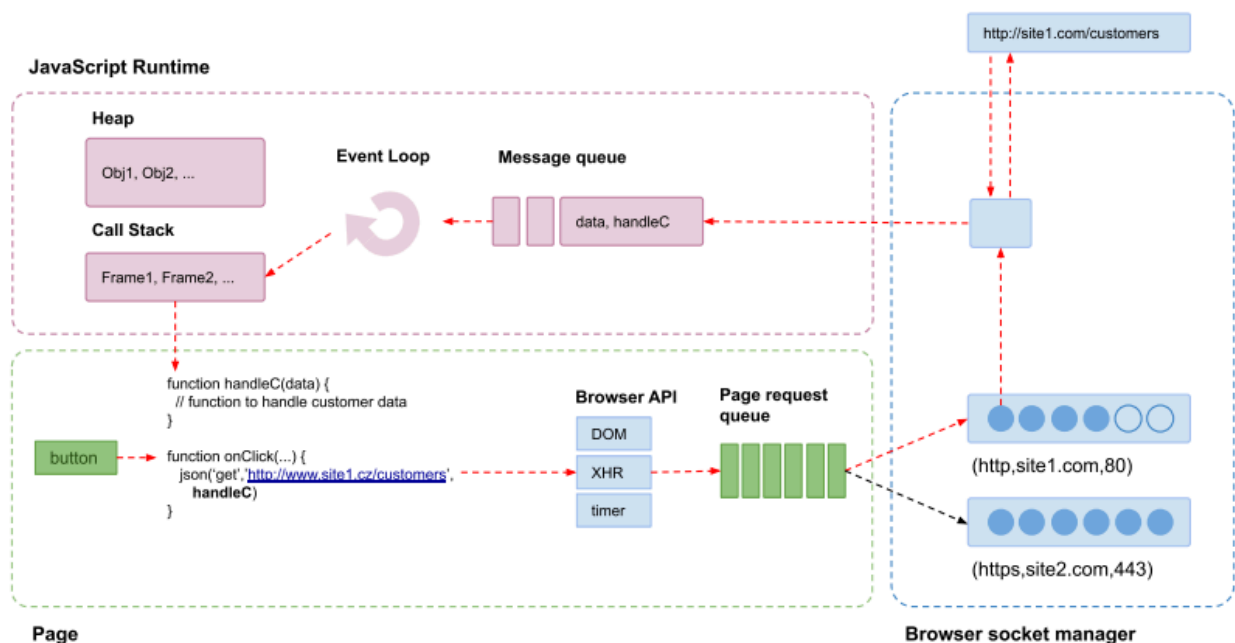 http://site1.com/customers
JavaScript Runtime
Heap
Obj1, Obj2, ...
Event Loop
Message queue
data, handleC
Call Stack
Frame1, Frame2, ...
function handleC(data) {
// function to handle customer data
}
button
function onClick(...) {
json('get','http://www.site1.cz/customers',
handleC)
}
Browser API
DOM
XHR
timer
Page request
queue
(http,site1.com,80)
(https,site2.com,443)
Page
Browser socket manager